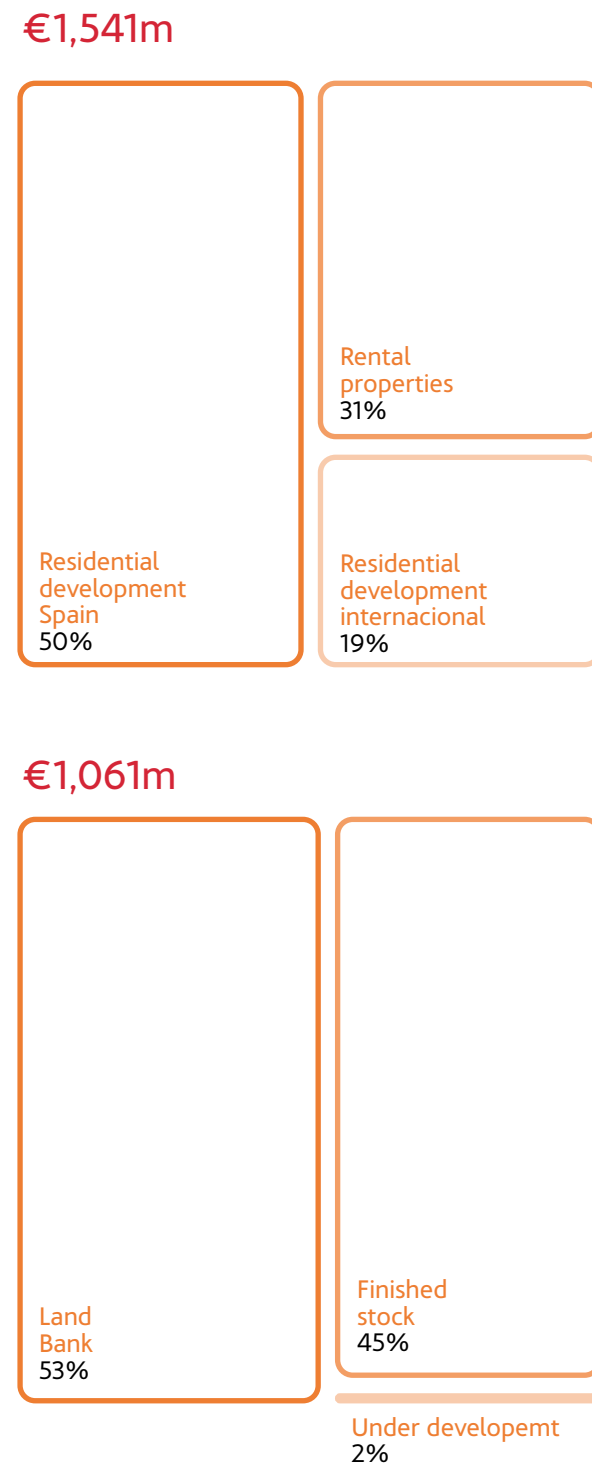 €1,541m
Rental
properties
31%
Residential
development
Spain
50%
Residential
development
internacional
19%
€1,061m
Land
Bank
53%
Finished
stock
45%
Under developemt
2%